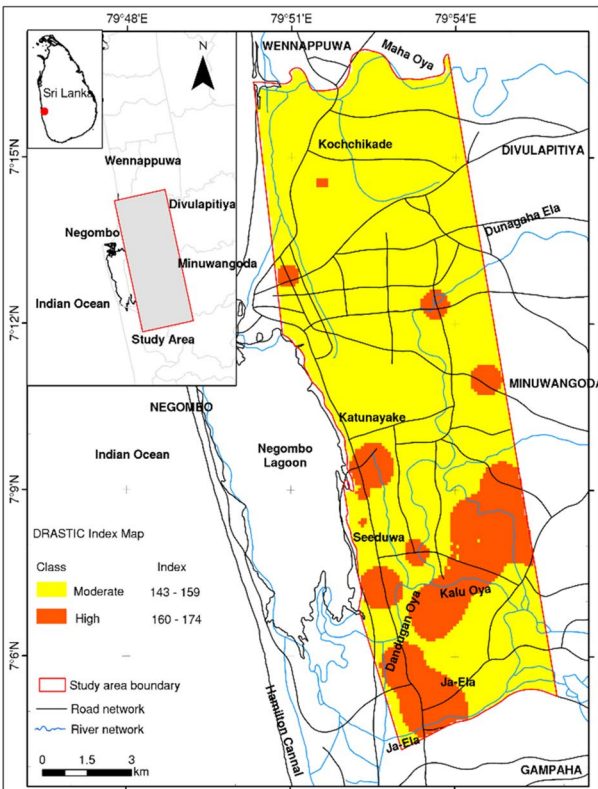 79°48'E
79°51'E
79°54'E
WENNAPPUWA
Maha Oya
N
Sri Lanka
Kochchikade
DIVULAPITIYA
7°15'N
Wennappuwa
Divulapitiya
Dunagaha Ela
Negombo
Minuwangoda
Indian Ocean
7°12'N
Study Area
MINUWANGODA
NEGOMBO
Katunayake
Indian Ocean
Negombo
Lagoon
7°9'N
DRASTIC Index Map
Seeduwa
Class Index
Moderate 143 - 159
Kalu Oya
High 160 - 174
Dandugan Oya
7°6'N
Study area boundary
Ja-Ela
Road network
River network
Hamilton Cannal
Ja-Ela
0 1.5 3
km
GAMPAHA